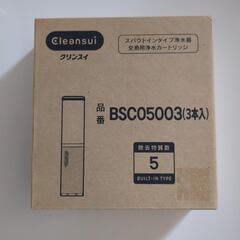 Cleansui
クリンスイ
スパウトインタイプ浄水器
交換用浄水カートリッジ
品番 BSC05003(3本入)
除去物質数
5
BUILT-IN TYPE